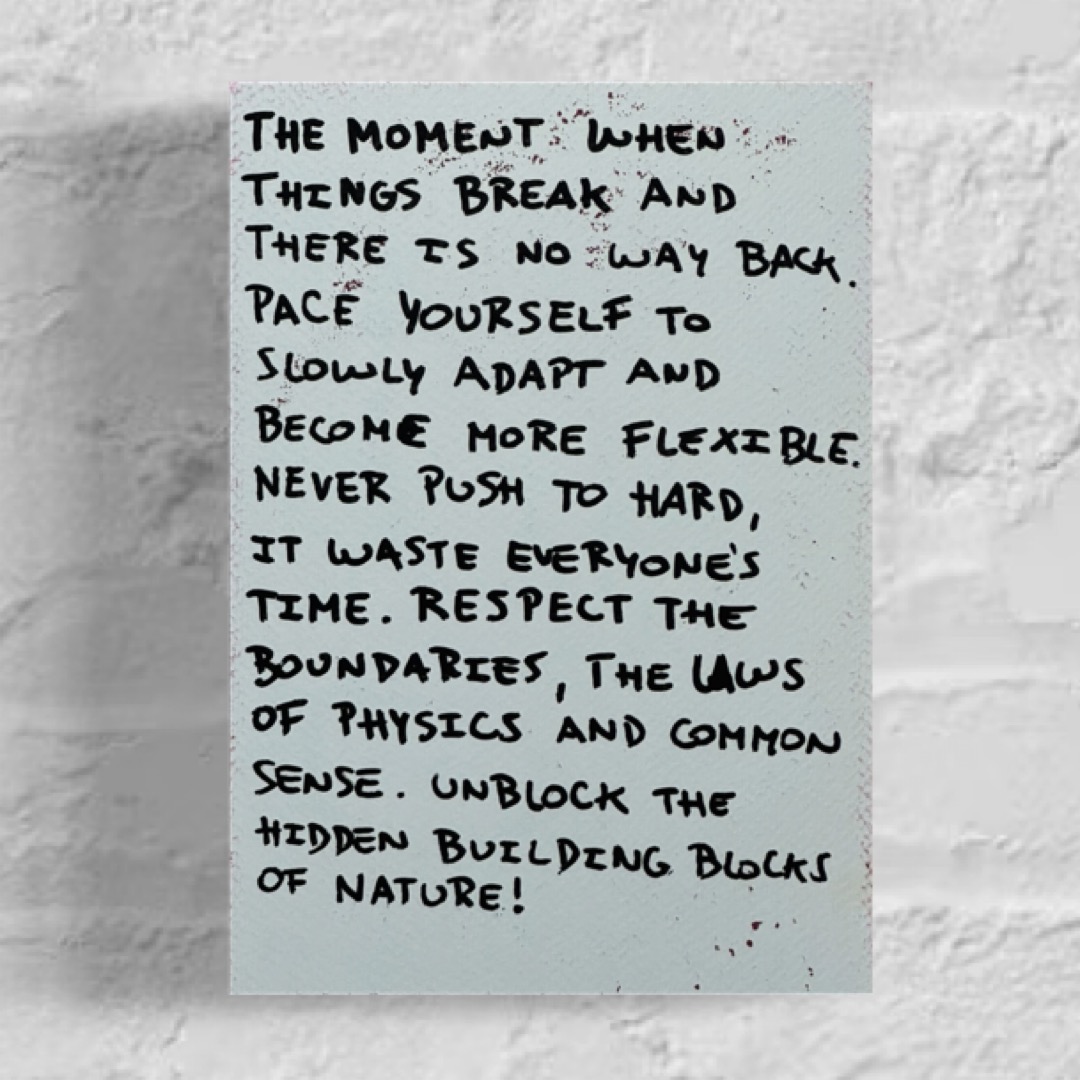 THE MOMENT WHEN
THINGS BREAK AND
THERE IS NO WAY BACK.
PACE YOURSELF TO
SLOWLY ADAPT AND
BECOME MORE FLEXIBLE.
NEVER PUSH TO HARD,
IT WASTE EVERYONE'S
TIME. RESPECT THE
BOUNDARIES, THE LAWS
OF PHYSICS AND COMMON
SENSE. UNBLOCK THE
HIDDEN BUILDING BLOCKS
OF NATURE!